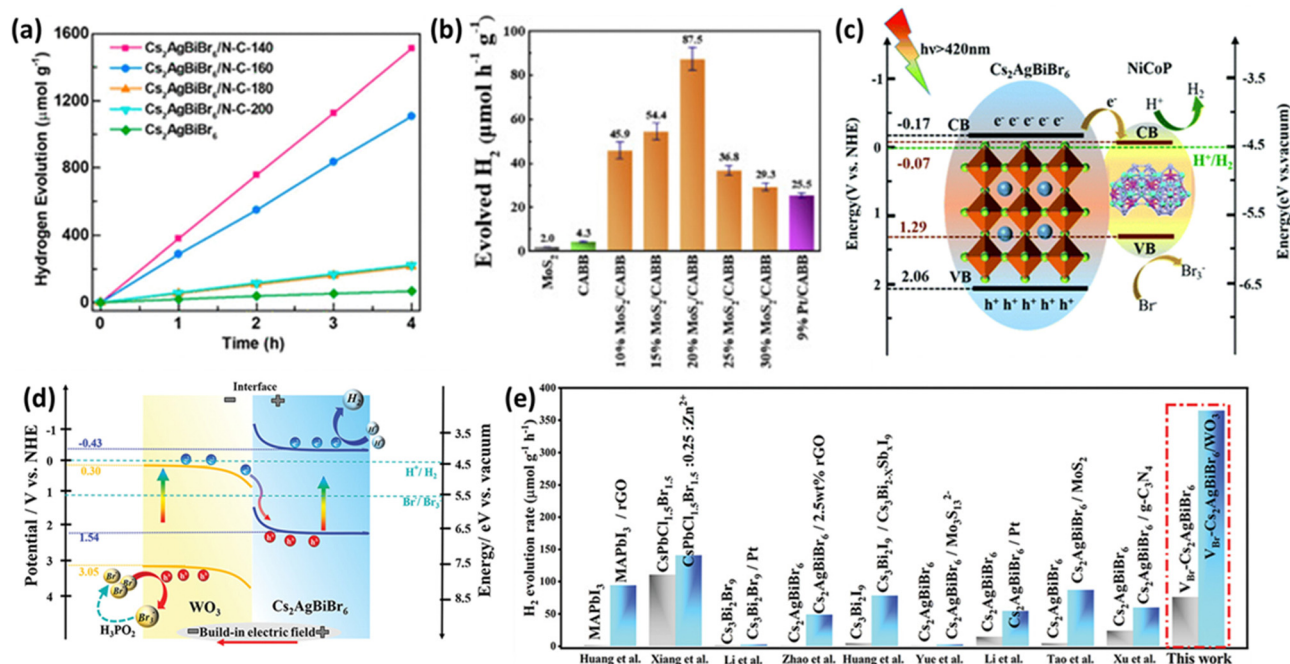 (a)
Hydrogen Evolution (μmol g⁻¹)
1600
1200
800
400
0
Cs₂AgBiBr₆/N-C-140
Cs₂AgBiBr₆/N-C-160
Cs₂AgBiBr₆/N-C-180
Cs₂AgBiBr₆/N-C-200
Cs₂AgBiBr₆
0 1 2 3 4
Time (h)
(b)
Evolved H₂ (μmol h⁻¹ g⁻¹)
100
80
60
40
20
0
2.0
4.3
45.9
54.4
87.5
36.8
29.3
25.5
MoS₂
CABB
10% MoS₂/CABB
15% MoS₂/CABB
20% MoS₂/CABB
25% MoS₂/CABB
30% MoS₂/CABB
9% Pt/CABB
(c)
hν>420nm
Cs₂AgBiBr₆
NiCoP
Energy(V vs. NHE)
-1
0
1
2
-0.17
-0.07
1.29
2.06
CB
e⁻ e⁻ e⁻ e⁻ e⁻
VB
h⁺ h⁺ h⁺ h⁺ h⁺
e⁻
H⁺
H₂
CB
H⁺/H₂
VB
Br₃⁻
Br⁻
-3.5
-4.5
-5.5
-6.5
Energy(eV vs.vacuum)
(d)
Interface
Potential / V vs. NHE
-1
0
1
2
3
4
-0.43
0.30
1.54
3.05
H₂
H⁺
H⁺
H⁺/ H₂
Br⁻/ Br₃⁻
e⁻ e⁻ e⁻
e⁻ e⁻ e⁻
h⁺ h⁺ h⁺
h⁺ h⁺ h⁺
Br⁻
Br⁻
Br⁻
Br₃⁻
H₃PO₂
WO₃
Cs₂AgBiBr₆
Build-in electric field
3.5
4.5
5.5
6.5
7.5
8.5
Energy/ eV vs. vacuum
(e)
H₂ evolution rate (μmol g⁻¹ h⁻¹)
400
350
300
250
200
150
100
50
0
MAPbI₃
MAPbI₃ / rGO
CsPbCl₁.₅Br₁.₅
CsPbCl₁.₅Br₁.₅ :0.25 :Zn²⁺
Cs₃Bi₂Br₉
Cs₃Bi₂Br₉ / Pt
Cs₂AgBiBr₆
Cs₂AgBiBr₆ / 2.5wt% rGO
Cs₃Bi₂I₉
Cs₃Bi₂I₉ / Cs₃Bi₂₋ₓSbₓI₉
Cs₂AgBiBr₆
Cs₂AgBiBr₆ / Mo₃S₁₃²⁻
Cs₂AgBiBr₆
Cs₂AgBiBr₆ / Pt
Cs₂AgBiBr₆
Cs₂AgBiBr₆ / MoS₂
Cs₂AgBiBr₆
Cs₂AgBiBr₆ / g-C₃N₄
V_Br-Cs₂AgBiBr₆
V_Br-Cs₂AgBiBr₆/WO₃
Huang et al. Xiang et al. Li et al. Zhao et al. Huang et al. Yue et al. Li et al. Tao et al. Xu et al. This work